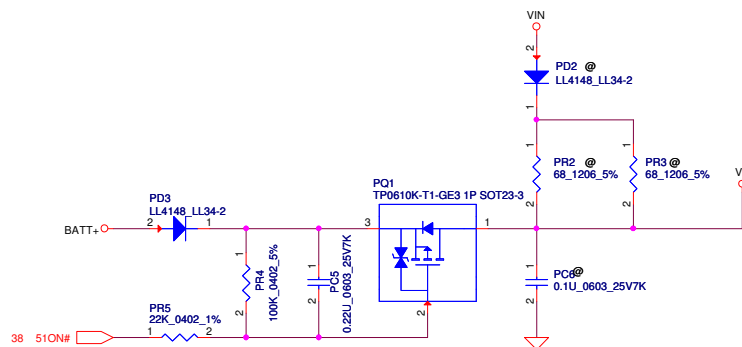 VIN
2
PD2 @
LL4148_LL34-2
1
1
1
PR2 @
68_1206_5%
PR3 @
68_1206_5%
2
2
V
PQ1
TP0610K-T1-GE3 1P SOT23-3
PD3
LL4148_LL34-2
BATT+
2
1
3
1
1
PR4
100K_0402_5%
2
1
PC5
0.22U_0603_25V7K
2
2
1
PC6@
0.1U_0603_25V7K
2
PR5
22K_0402_1%
38 51ON#
1
2